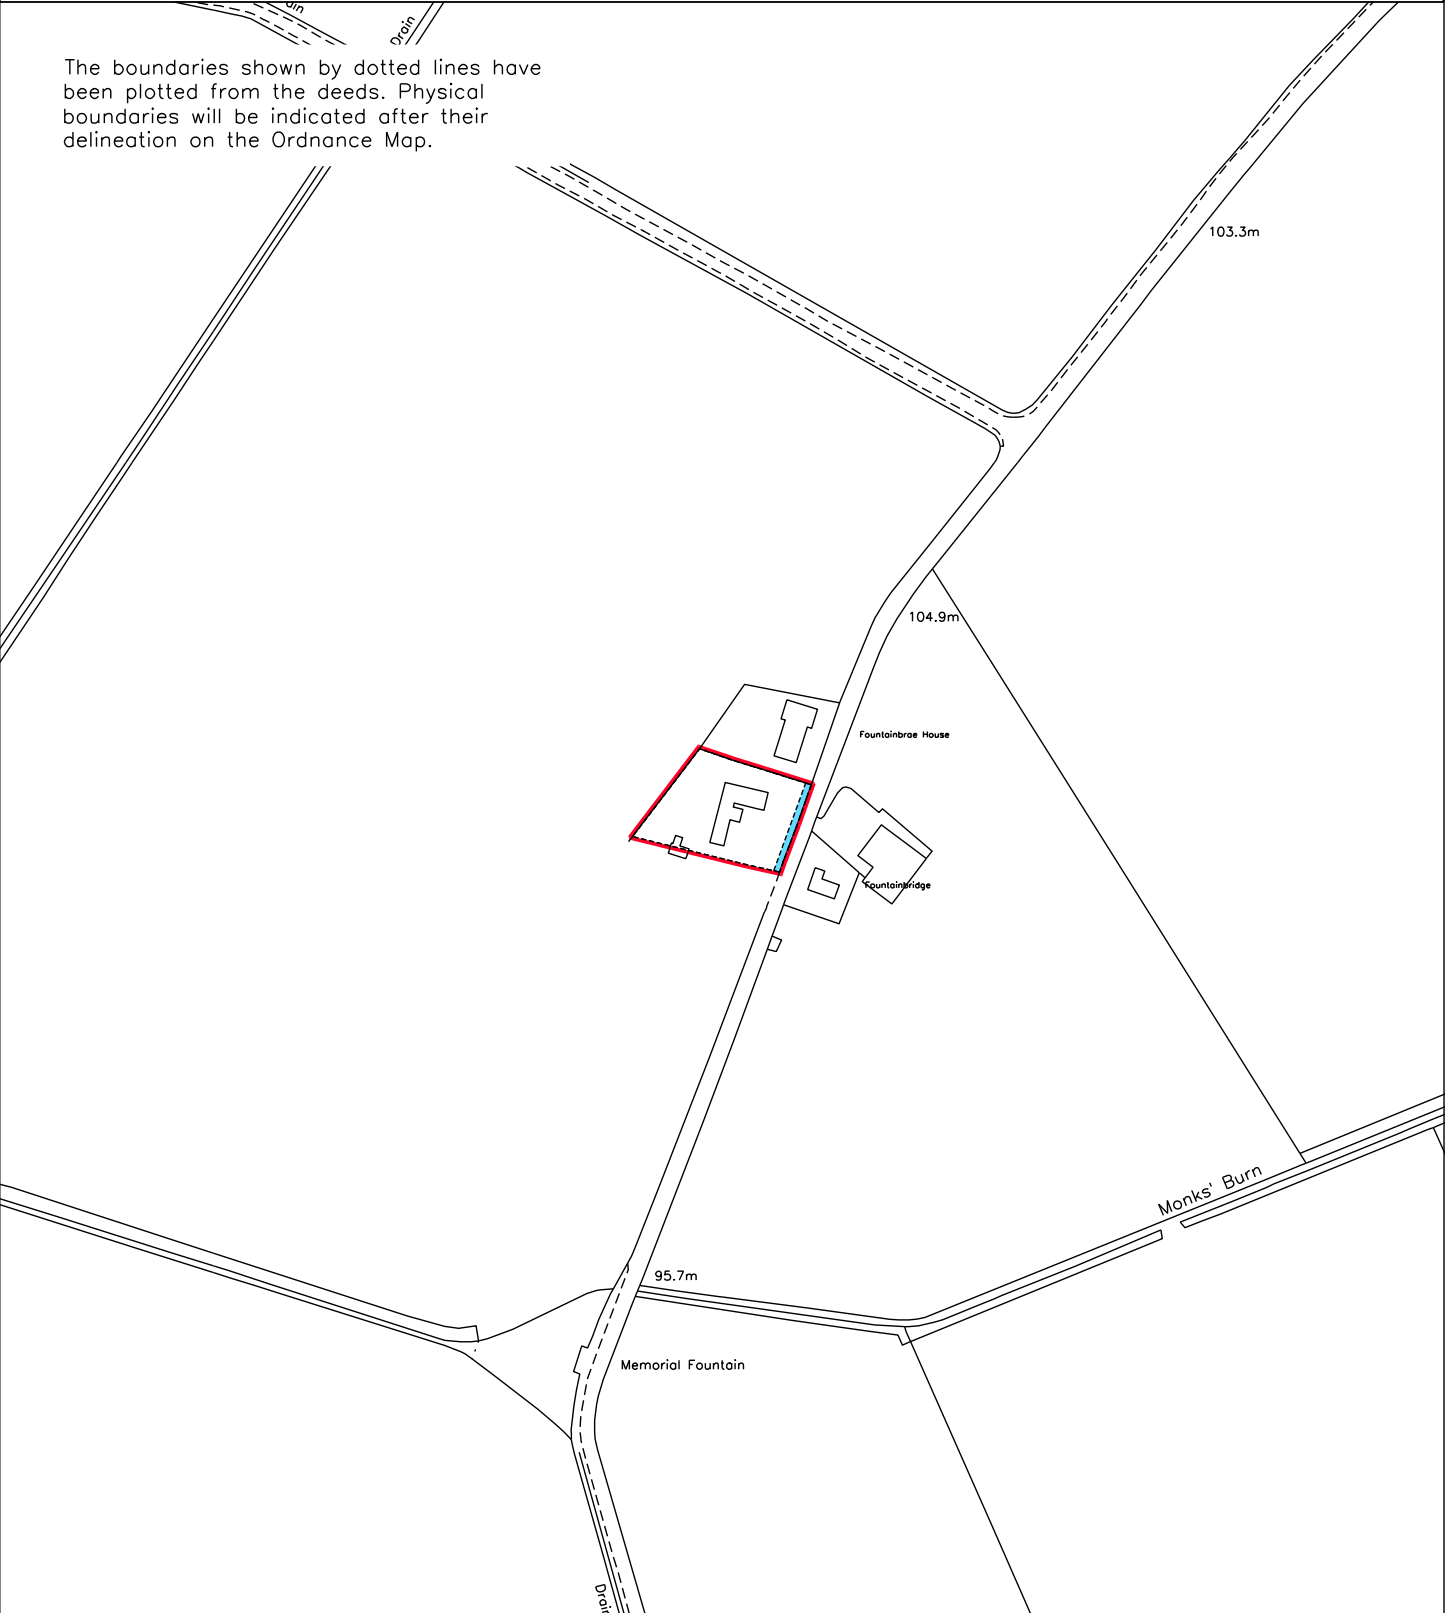 Drain
The boundaries shown by dotted lines have
been plotted from the deeds. Physical
boundaries will be indicated after their
delineation on the Ordnance Map.
103.3m
104.9m
Fountainbrae House
Fountainbridge
Monks' Burn
95.7m
Memorial Fountain
Drain